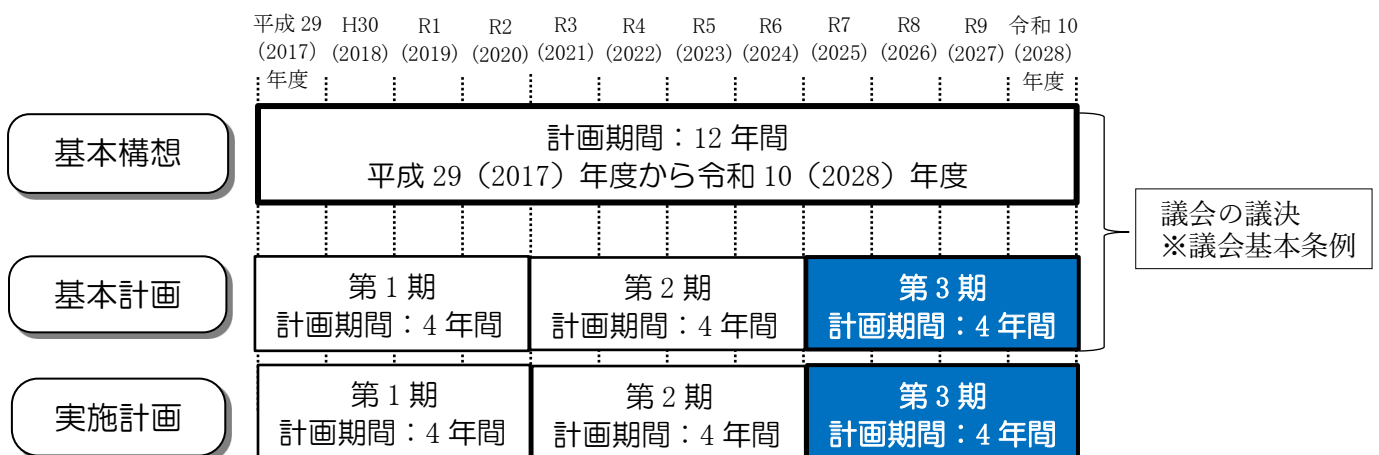 平成 29 H30 R1 R2 R3 R4 R5 R6 R7 R8 R9 令和 10
(2017) (2018) (2019) (2020) (2021) (2022) (2023) (2024) (2025) (2026) (2027) (2028)
年度 年度
基本構想
計画期間：12 年間
平成 29（2017）年度から令和 10（2028）年度
議会の議決
※議会基本条例
基本計画
第 1 期
計画期間：4 年間
第 2 期
計画期間：4 年間
第 3 期
計画期間：4 年間
実施計画
第 1 期
計画期間：4 年間
第 2 期
計画期間：4 年間
第 3 期
計画期間：4 年間